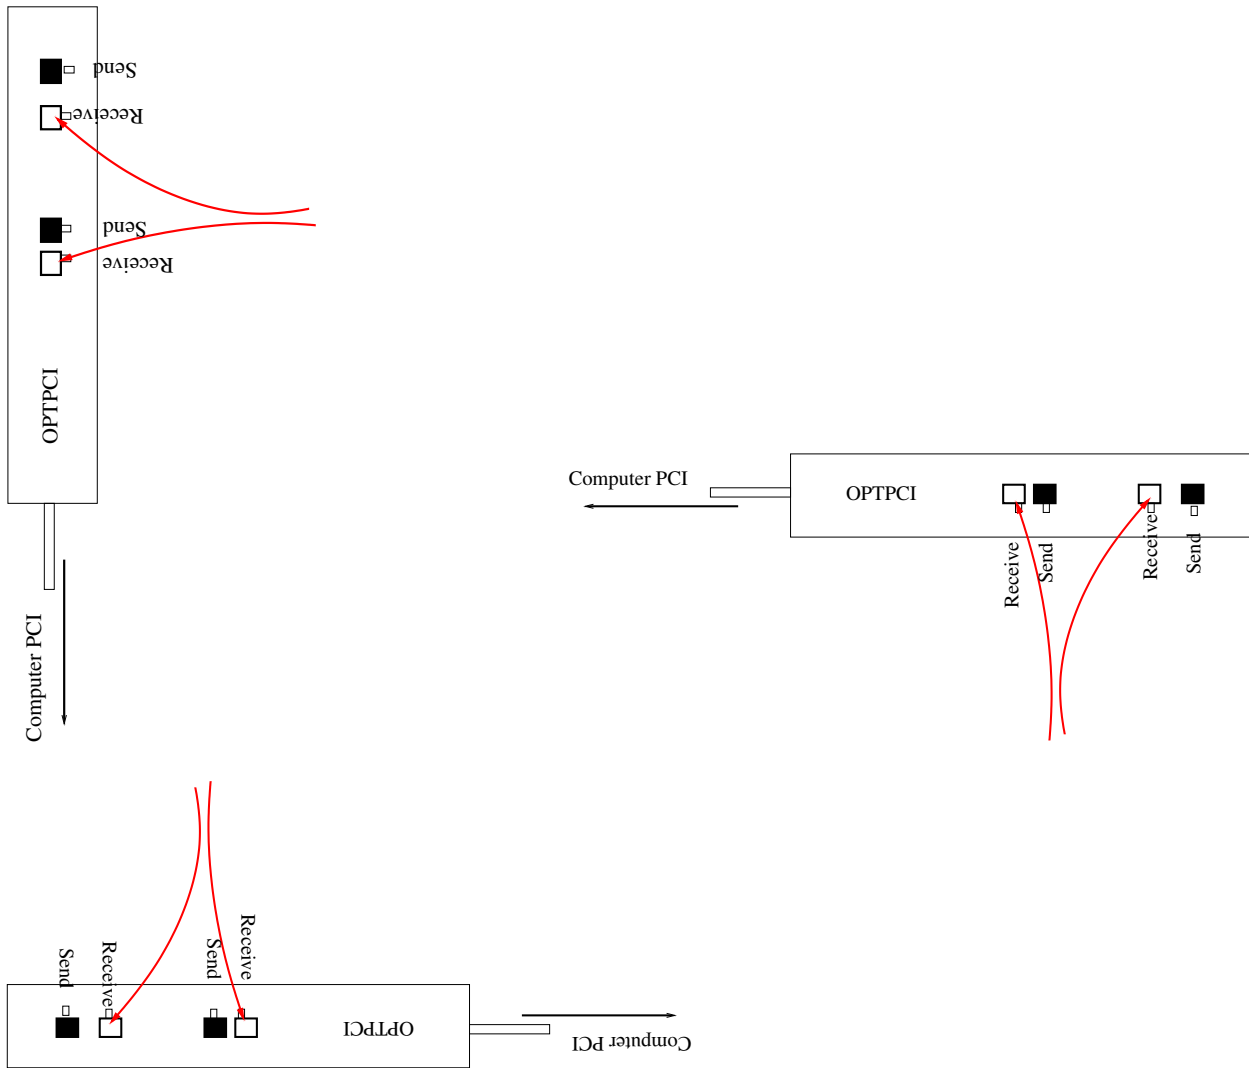 Send
Receive
Send
Receive
OPTPCI
Computer PCI
Computer PCI
OPTPCI
Receive
Send
Receive
Send
Send
Receive
Send
Receive
OPTPCI
Computer PCI